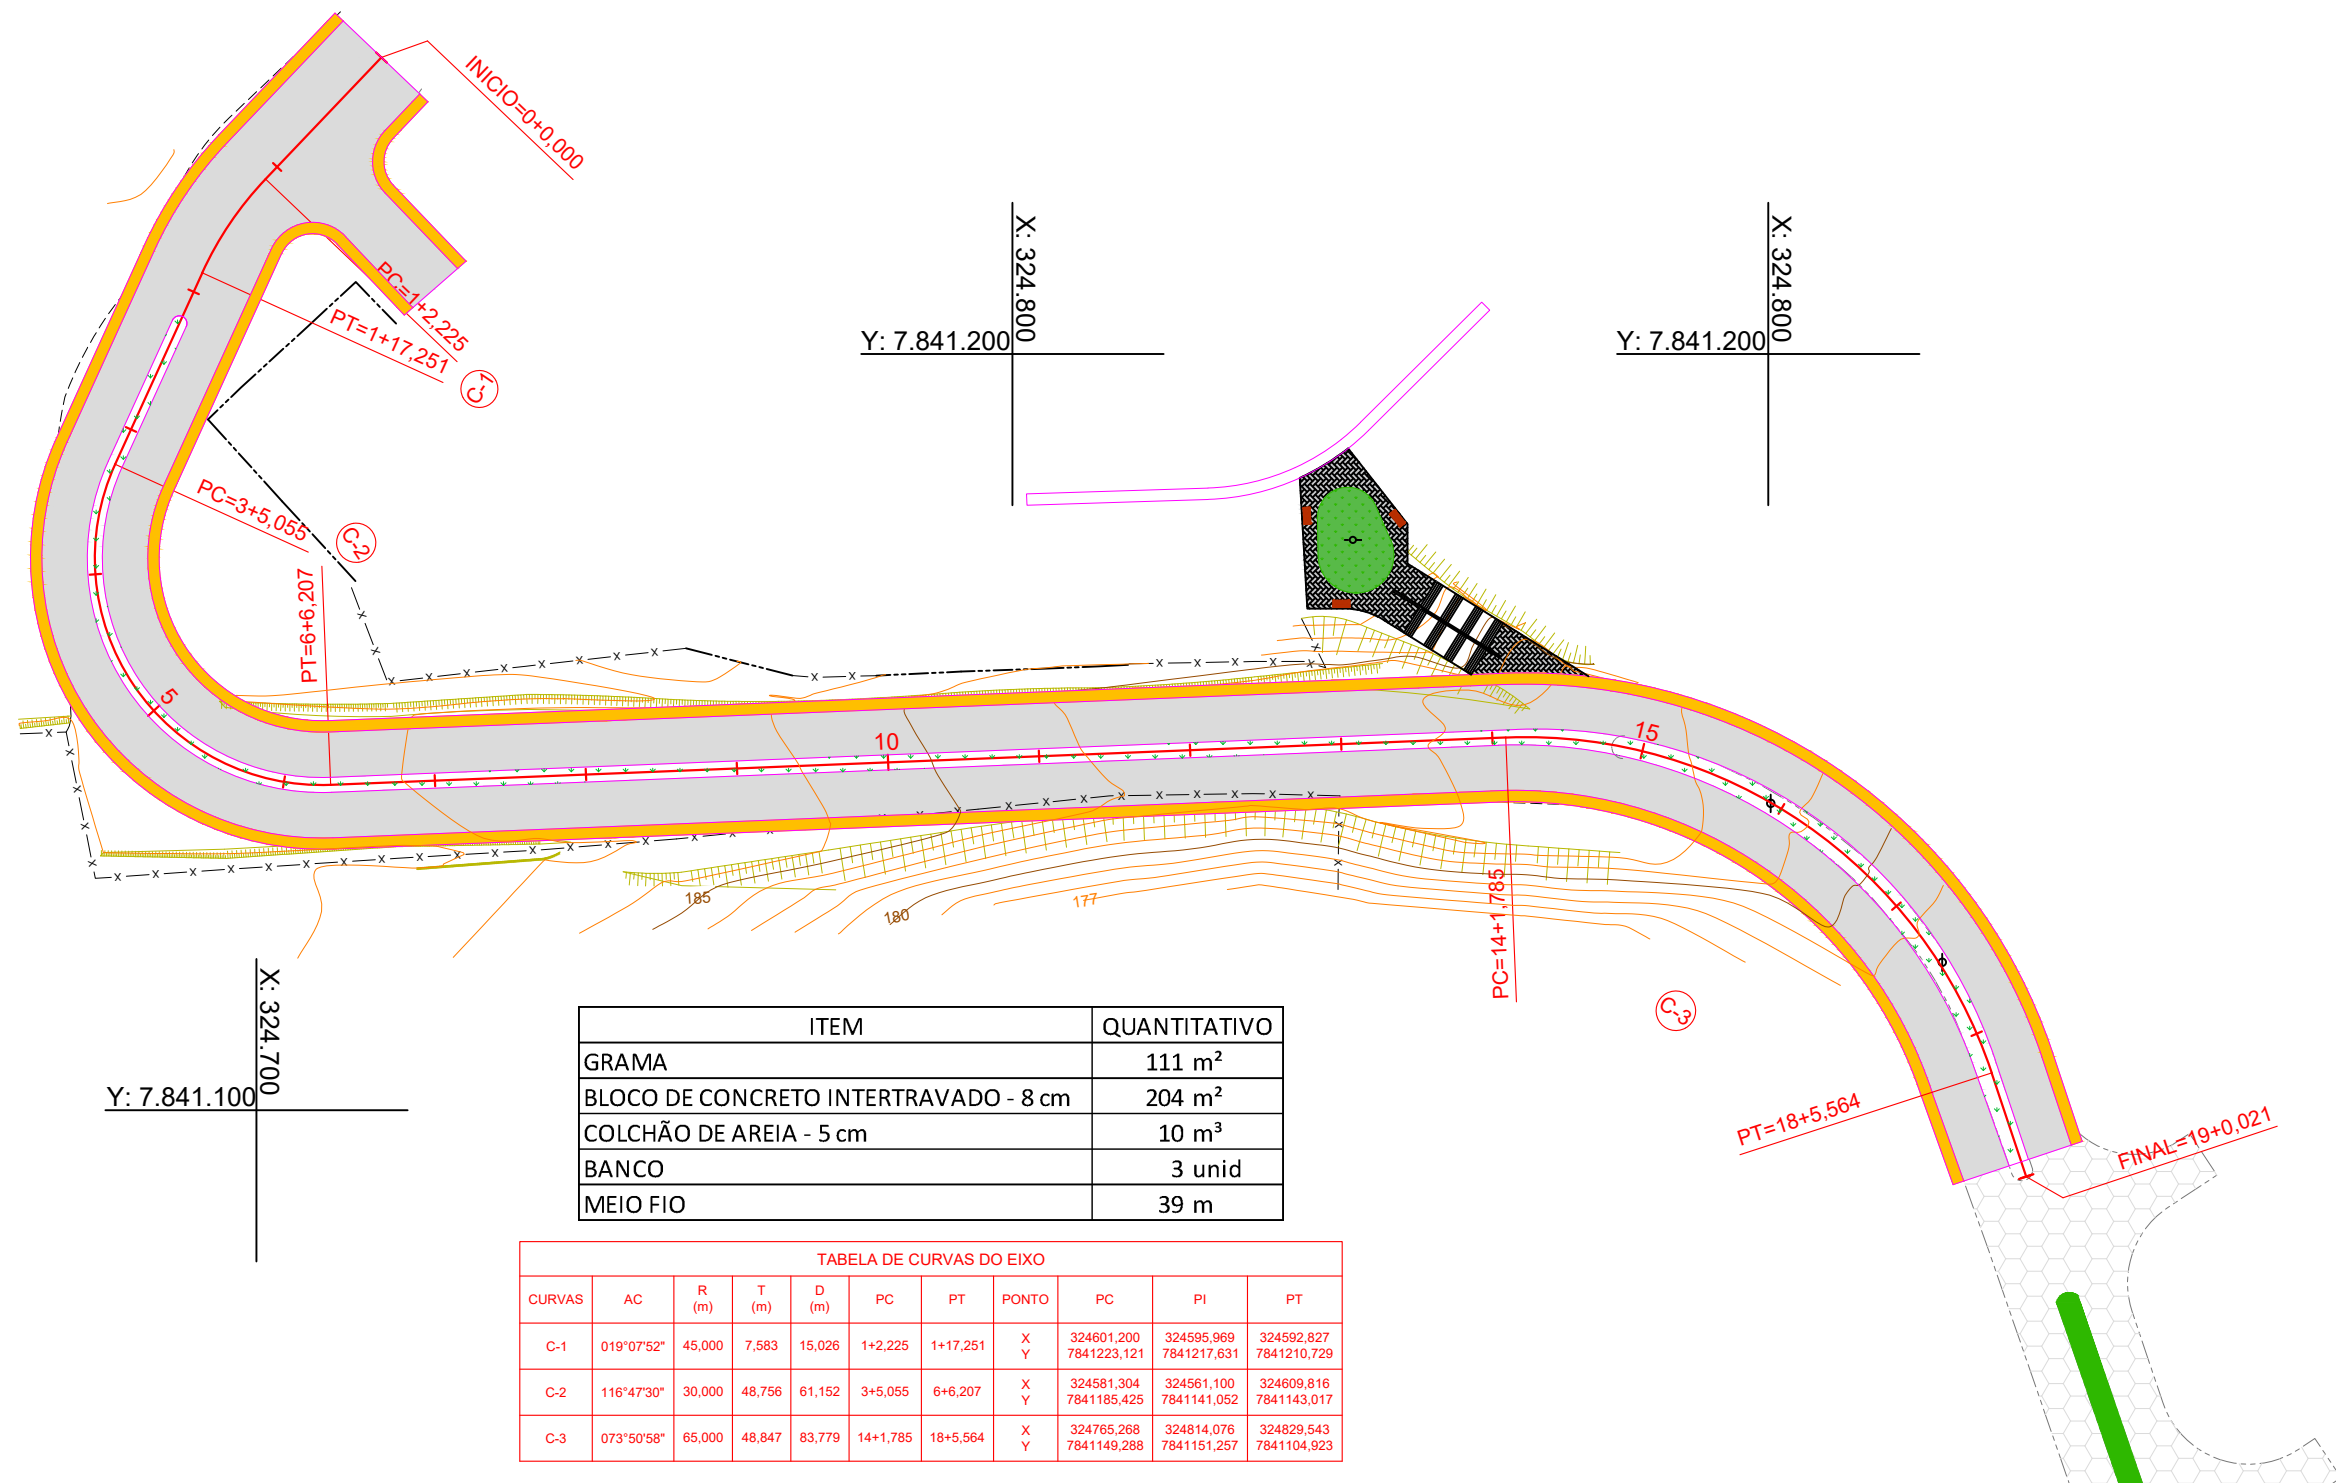 INICIO=0+0,000
PC=1+2,225
PT=1+17,251
C-1
X: 324.800
Y: 7.841.200
X: 324.800
Y: 7.841.200
PC=3+5,055
C-2
PT=6+6,207
5
10
15
185
180
177
PC=14+1,785
C-3
X: 324.700
Y: 7.841.100
PT=18+5,564
FINAL=19+0,021
ITEM QUANTITATIVO
GRAMA 111 m²
BLOCO DE CONCRETO INTERTRAVADO - 8 cm 204 m²
COLCHÃO DE AREIA - 5 cm 10 m³
BANCO 3 unid
MEIO FIO 39 m
TABELA DE CURVAS DO EIXO
CURVAS AC R (m) T (m) D (m) PC PT PONTO PC PI PT
C-1 019°07'52" 45,000 7,583 15,026 1+2,225 1+17,251 X 324601,200 324595,969 324592,827
Y 7841223,121 7841217,631 7841210,729
C-2 116°47'30" 30,000 48,756 61,152 3+5,055 6+6,207 X 324581,304 324561,100 324609,816
Y 7841185,425 7841141,052 7841143,017
C-3 073°50'58" 65,000 48,847 83,779 14+1,785 18+5,564 X 324765,268 324814,076 324829,543
Y 7841149,288 7841151,257 7841104,923